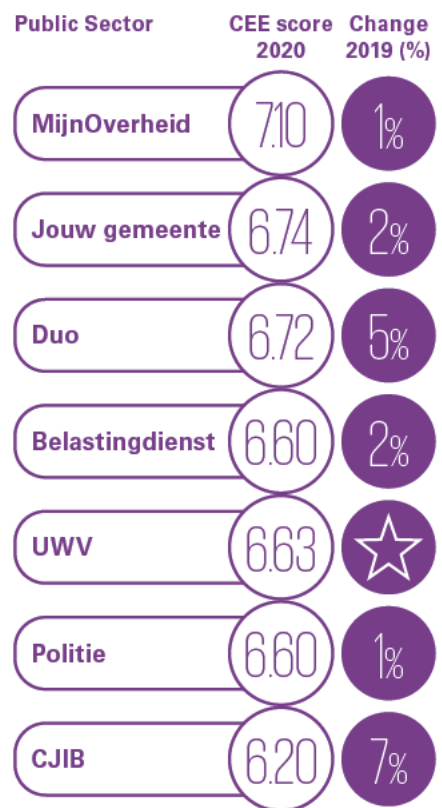 Public Sector CEE score Change
2020 2019 (%)
MijnOverheid 7.10 1%
Jouw gemeente 6.74 2%
Duo 6.72 5%
Belastingdienst 6.60 2%
UWV 6.63
Politie 6.60 1%
CJIB 6.20 7%